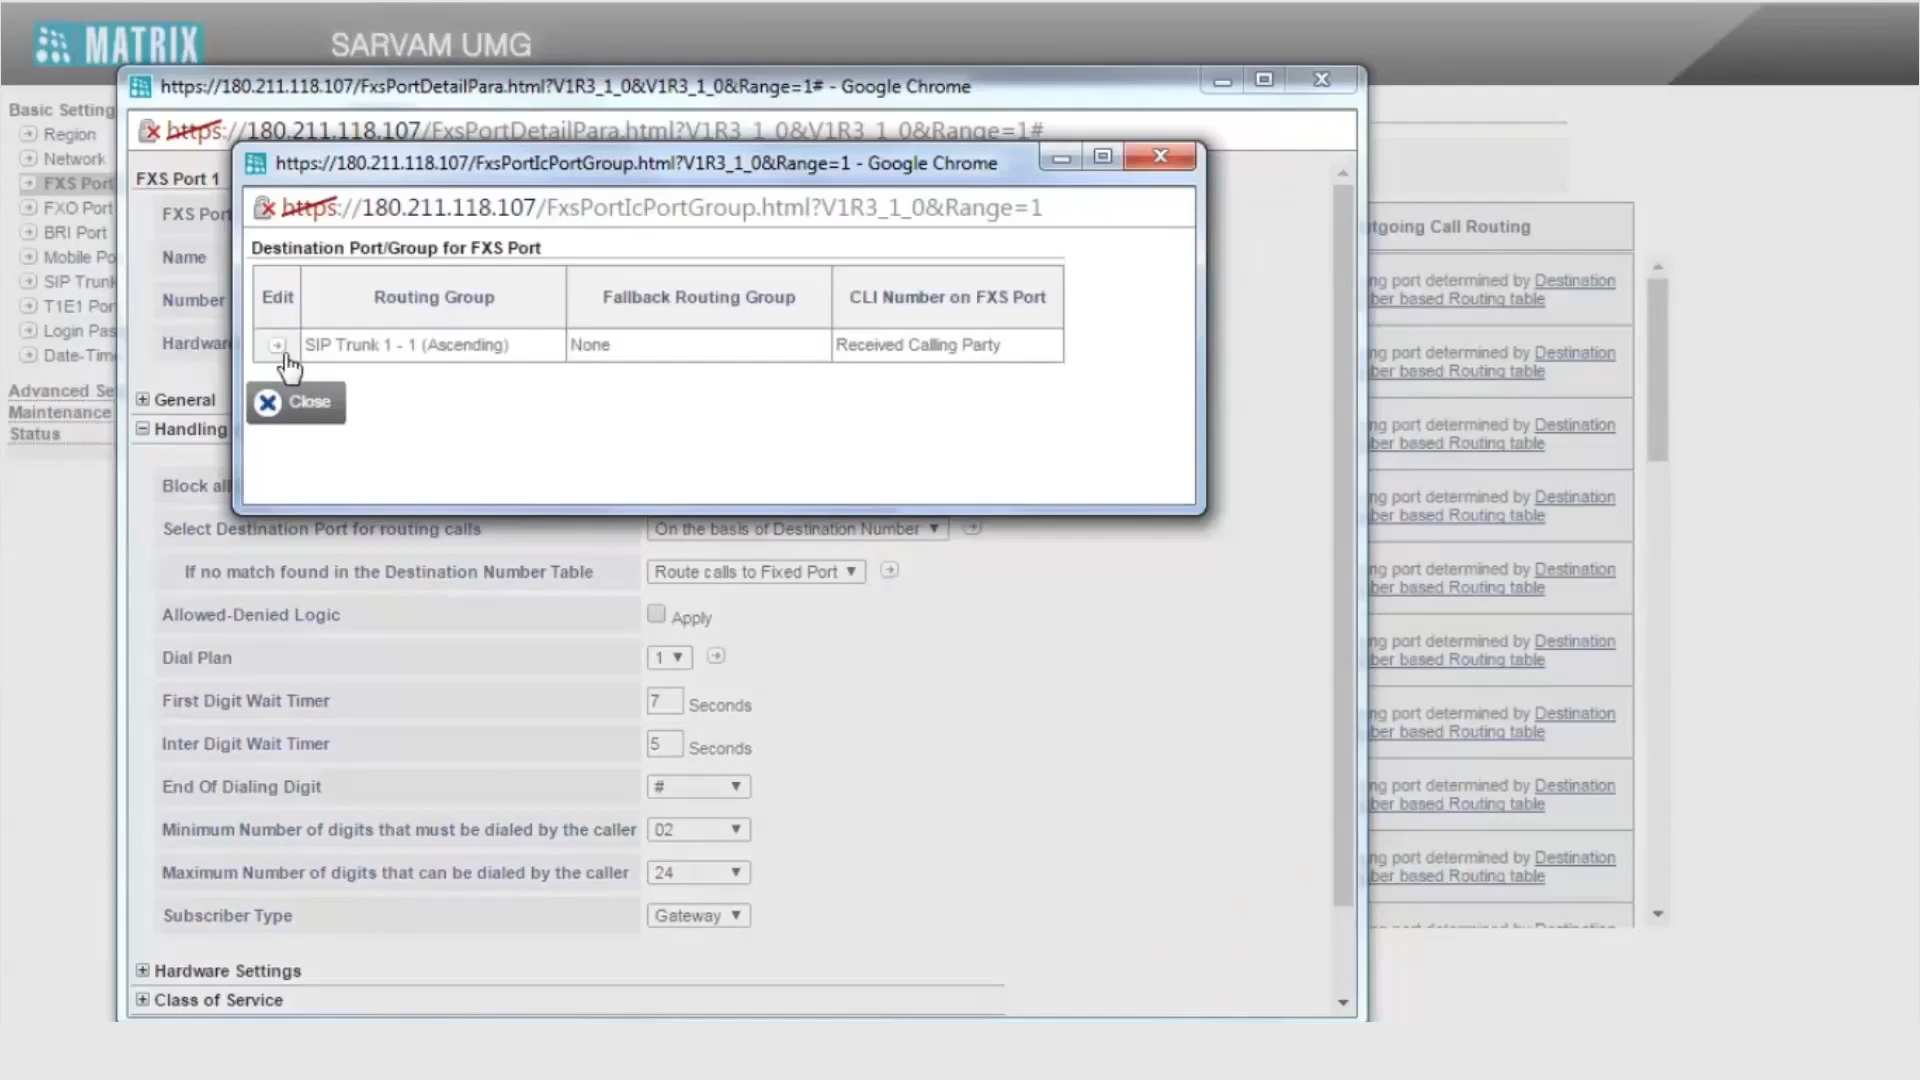 MATRIX
SARVAM UMG
https://180.211.118.107/FxsPortDetailPara.html?V1R3_1_0&V1R3_1_0&Range=1# - Google Chrome
https://180.211.118.107/FxsPortDetailPara.html?V1R3_1_0&V1R3_1_0&Range=1#
https://180.211.118.107/FxsPortIcPortGroup.html?V1R3_1_0&Range=1 - Google Chrome
https://180.211.118.107/FxsPortIcPortGroup.html?V1R3_1_0&Range=1
Destination Port/Group for FXS Port
Edit Routing Group Fallback Routing Group CLI Number on FXS Port
SIP Trunk 1 - 1 (Ascending) None Received Calling Party
Close
Basic Setting
Region
Network
FXS Port
FXO Port
BRI Port
Mobile Po
SIP Trunk
T1E1 Por
Login Pas
Date-Time
Advanced Se
Maintenance
Status
FXS Port 1
FXS Port
Name
Number
Hardwar
General
Handling
Block all
Select Destination Port for routing calls On the basis of Destination Number
If no match found in the Destination Number Table Route calls to Fixed Port
Allowed-Denied Logic Apply
Dial Plan 1
First Digit Wait Timer 7 Seconds
Inter Digit Wait Timer 5 Seconds
End Of Dialing Digit #
Minimum Number of digits that must be dialed by the caller 02
Maximum Number of digits that can be dialed by the caller 24
Subscriber Type Gateway
Hardware Settings
Class of Service
tgoing Call Routing
ng port determined by Destination
ber based Routing table
ng port determined by Destination
ber based Routing table
ng port determined by Destination
ber based Routing table
ng port determined by Destination
ber based Routing table
ng port determined by Destination
ber based Routing table
ng port determined by Destination
ber based Routing table
ng port determined by Destination
ber based Routing table
ng port determined by Destination
ber based Routing table
ng port determined by Destination
ber based Routing table